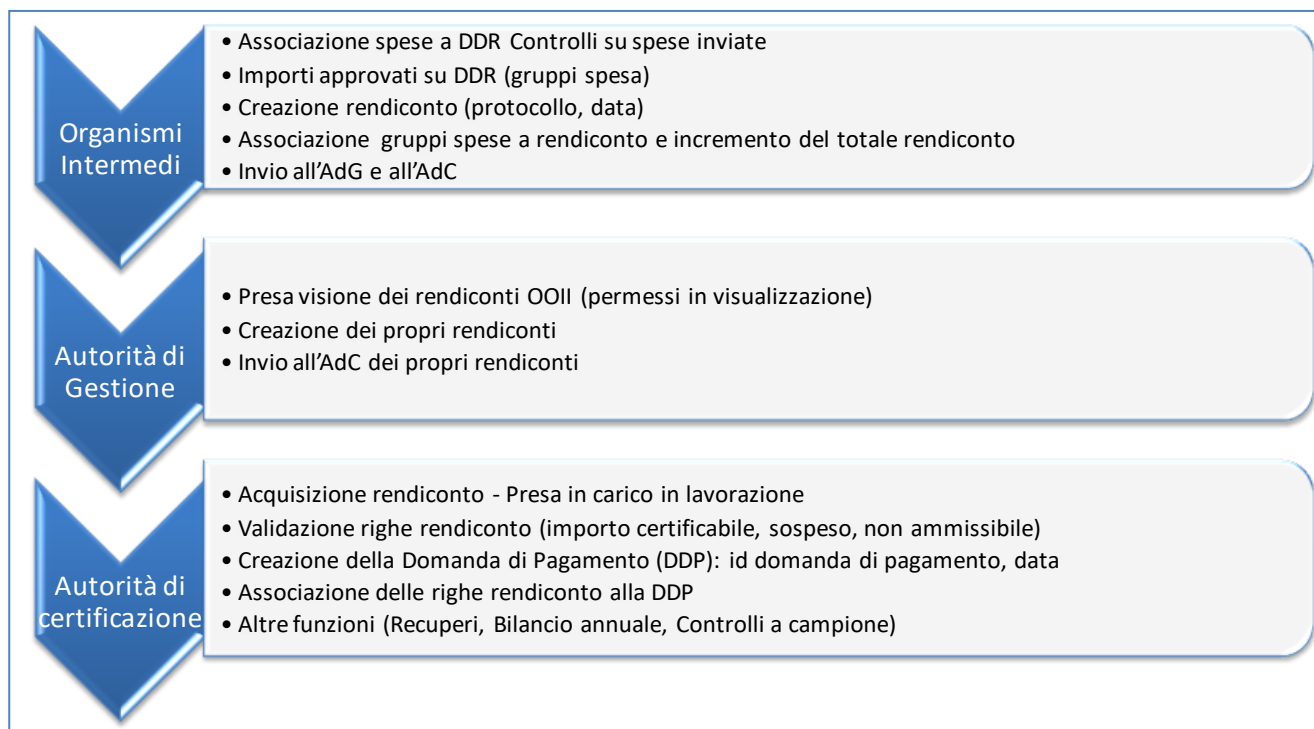 Organismi
Intermedi
• Associazione spese a DDR Controlli su spese inviate
• Importi approvati su DDR (gruppi spesa)
• Creazione rendiconto (protocollo, data)
• Associazione gruppi spese a rendiconto e incremento del totale rendiconto
• Invio all’AdG e all’AdC
Autorità di
Gestione
• Presa visione dei rendiconti OOII (permessi in visualizzazione)
• Creazione dei propri rendiconti
• Invio all’AdC dei propri rendiconti
Autorità di
certificazione
• Acquisizione rendiconto - Presa in carico in lavorazione
• Validazione righe rendiconto (importo certificabile, sospeso, non ammissibile)
• Creazione della Domanda di Pagamento (DDP): id domanda di pagamento, data
• Associazione delle righe rendiconto alla DDP
• Altre funzioni (Recuperi, Bilancio annuale, Controlli a campione)